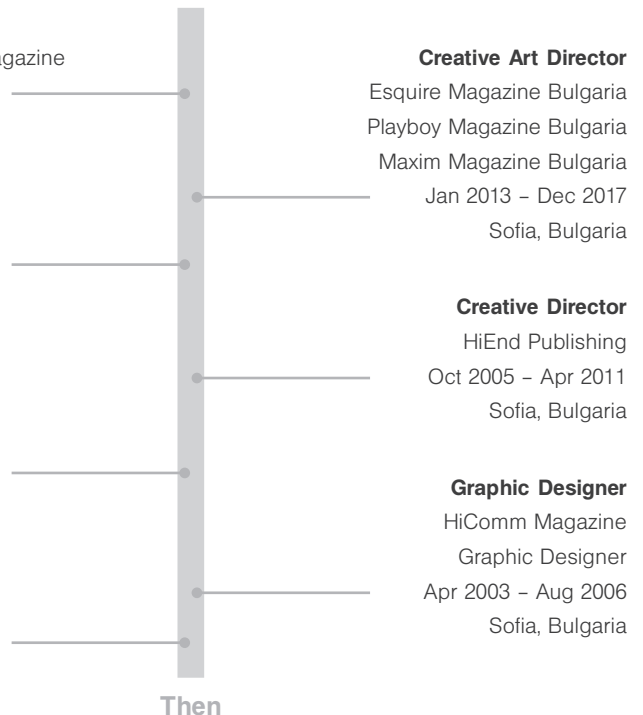 agazine
Creative Art Director
Esquire Magazine Bulgaria
Playboy Magazine Bulgaria
Maxim Magazine Bulgaria
Jan 2013 – Dec 2017
Sofia, Bulgaria
Creative Director
HiEnd Publishing
Oct 2005 – Apr 2011
Sofia, Bulgaria
Graphic Designer
HiComm Magazine
Graphic Designer
Apr 2003 – Aug 2006
Sofia, Bulgaria
Then